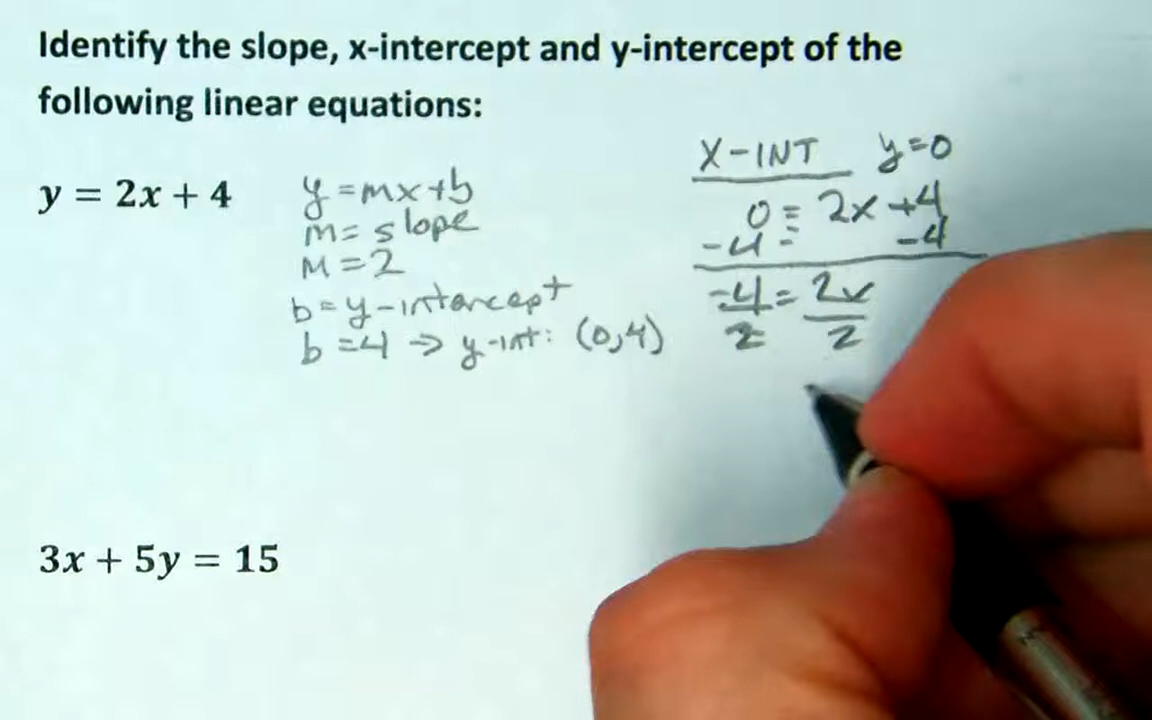 Identify the slope, x-intercept and y-intercept of the
following linear equations:
y = 2x + 4
y = mx+b
m = slope
m = 2
b = y-intercept
b = 4 → y-int: (0,4)
X-INT y=0
0 = 2x +4
-4 = -4
-4 = 2x
2 2
3x + 5y = 15